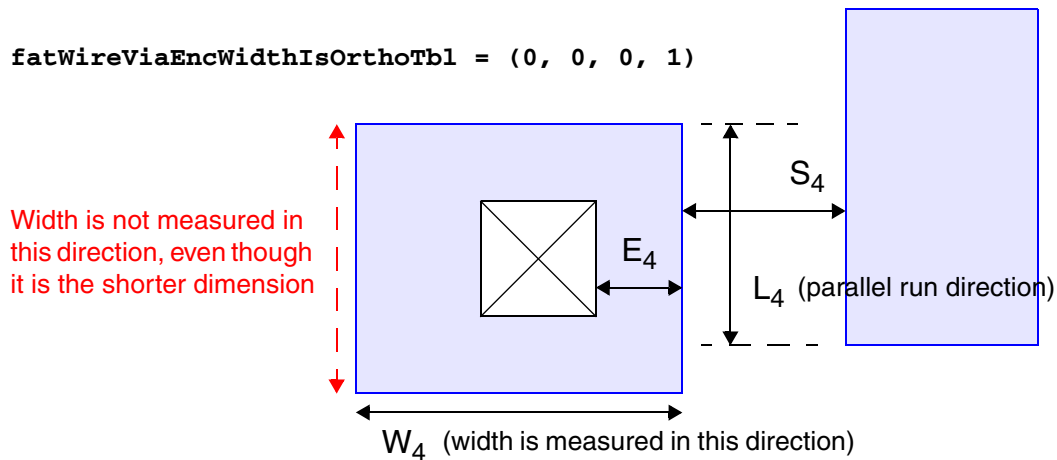 fatWireViaEncWidthIsOrthoTbl = (0, 0, 0, 1)
S4
Width is not measured in
this direction, even though
it is the shorter dimension
E4
L4 (parallel run direction)
W4 (width is measured in this direction)